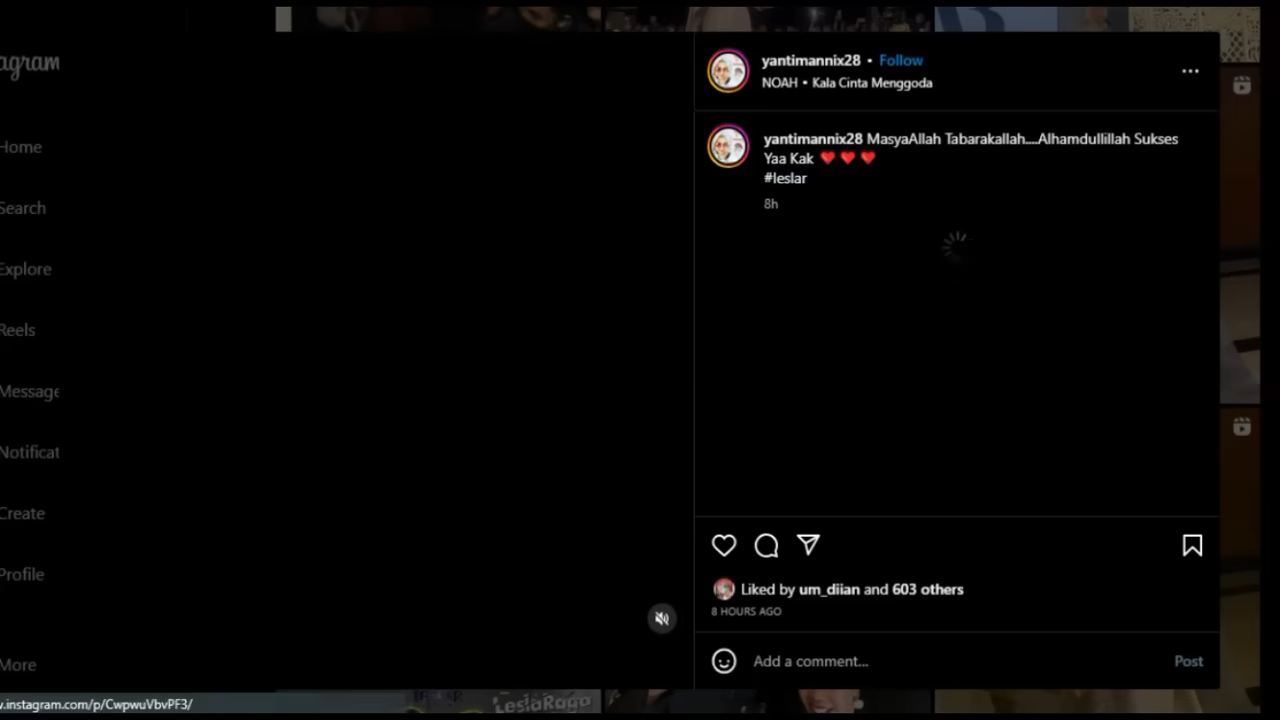 agram
Home
Search
Explore
Reels
Message
Notificat
Create
Profile
More
.instagram.com/p/CwpwuVbvPF3/
yantimannix28 • Follow
NOAH • Kala Cinta Menggoda
yantimannix28 MasyaAllah Tabarakallah....Alhamdullillah Sukses
Yaa Kak ❤️ ❤️ ❤️
#leslar
8h
Liked by um_diian and 603 others
8 HOURS AGO
Add a comment...
Post
LeslaRaga